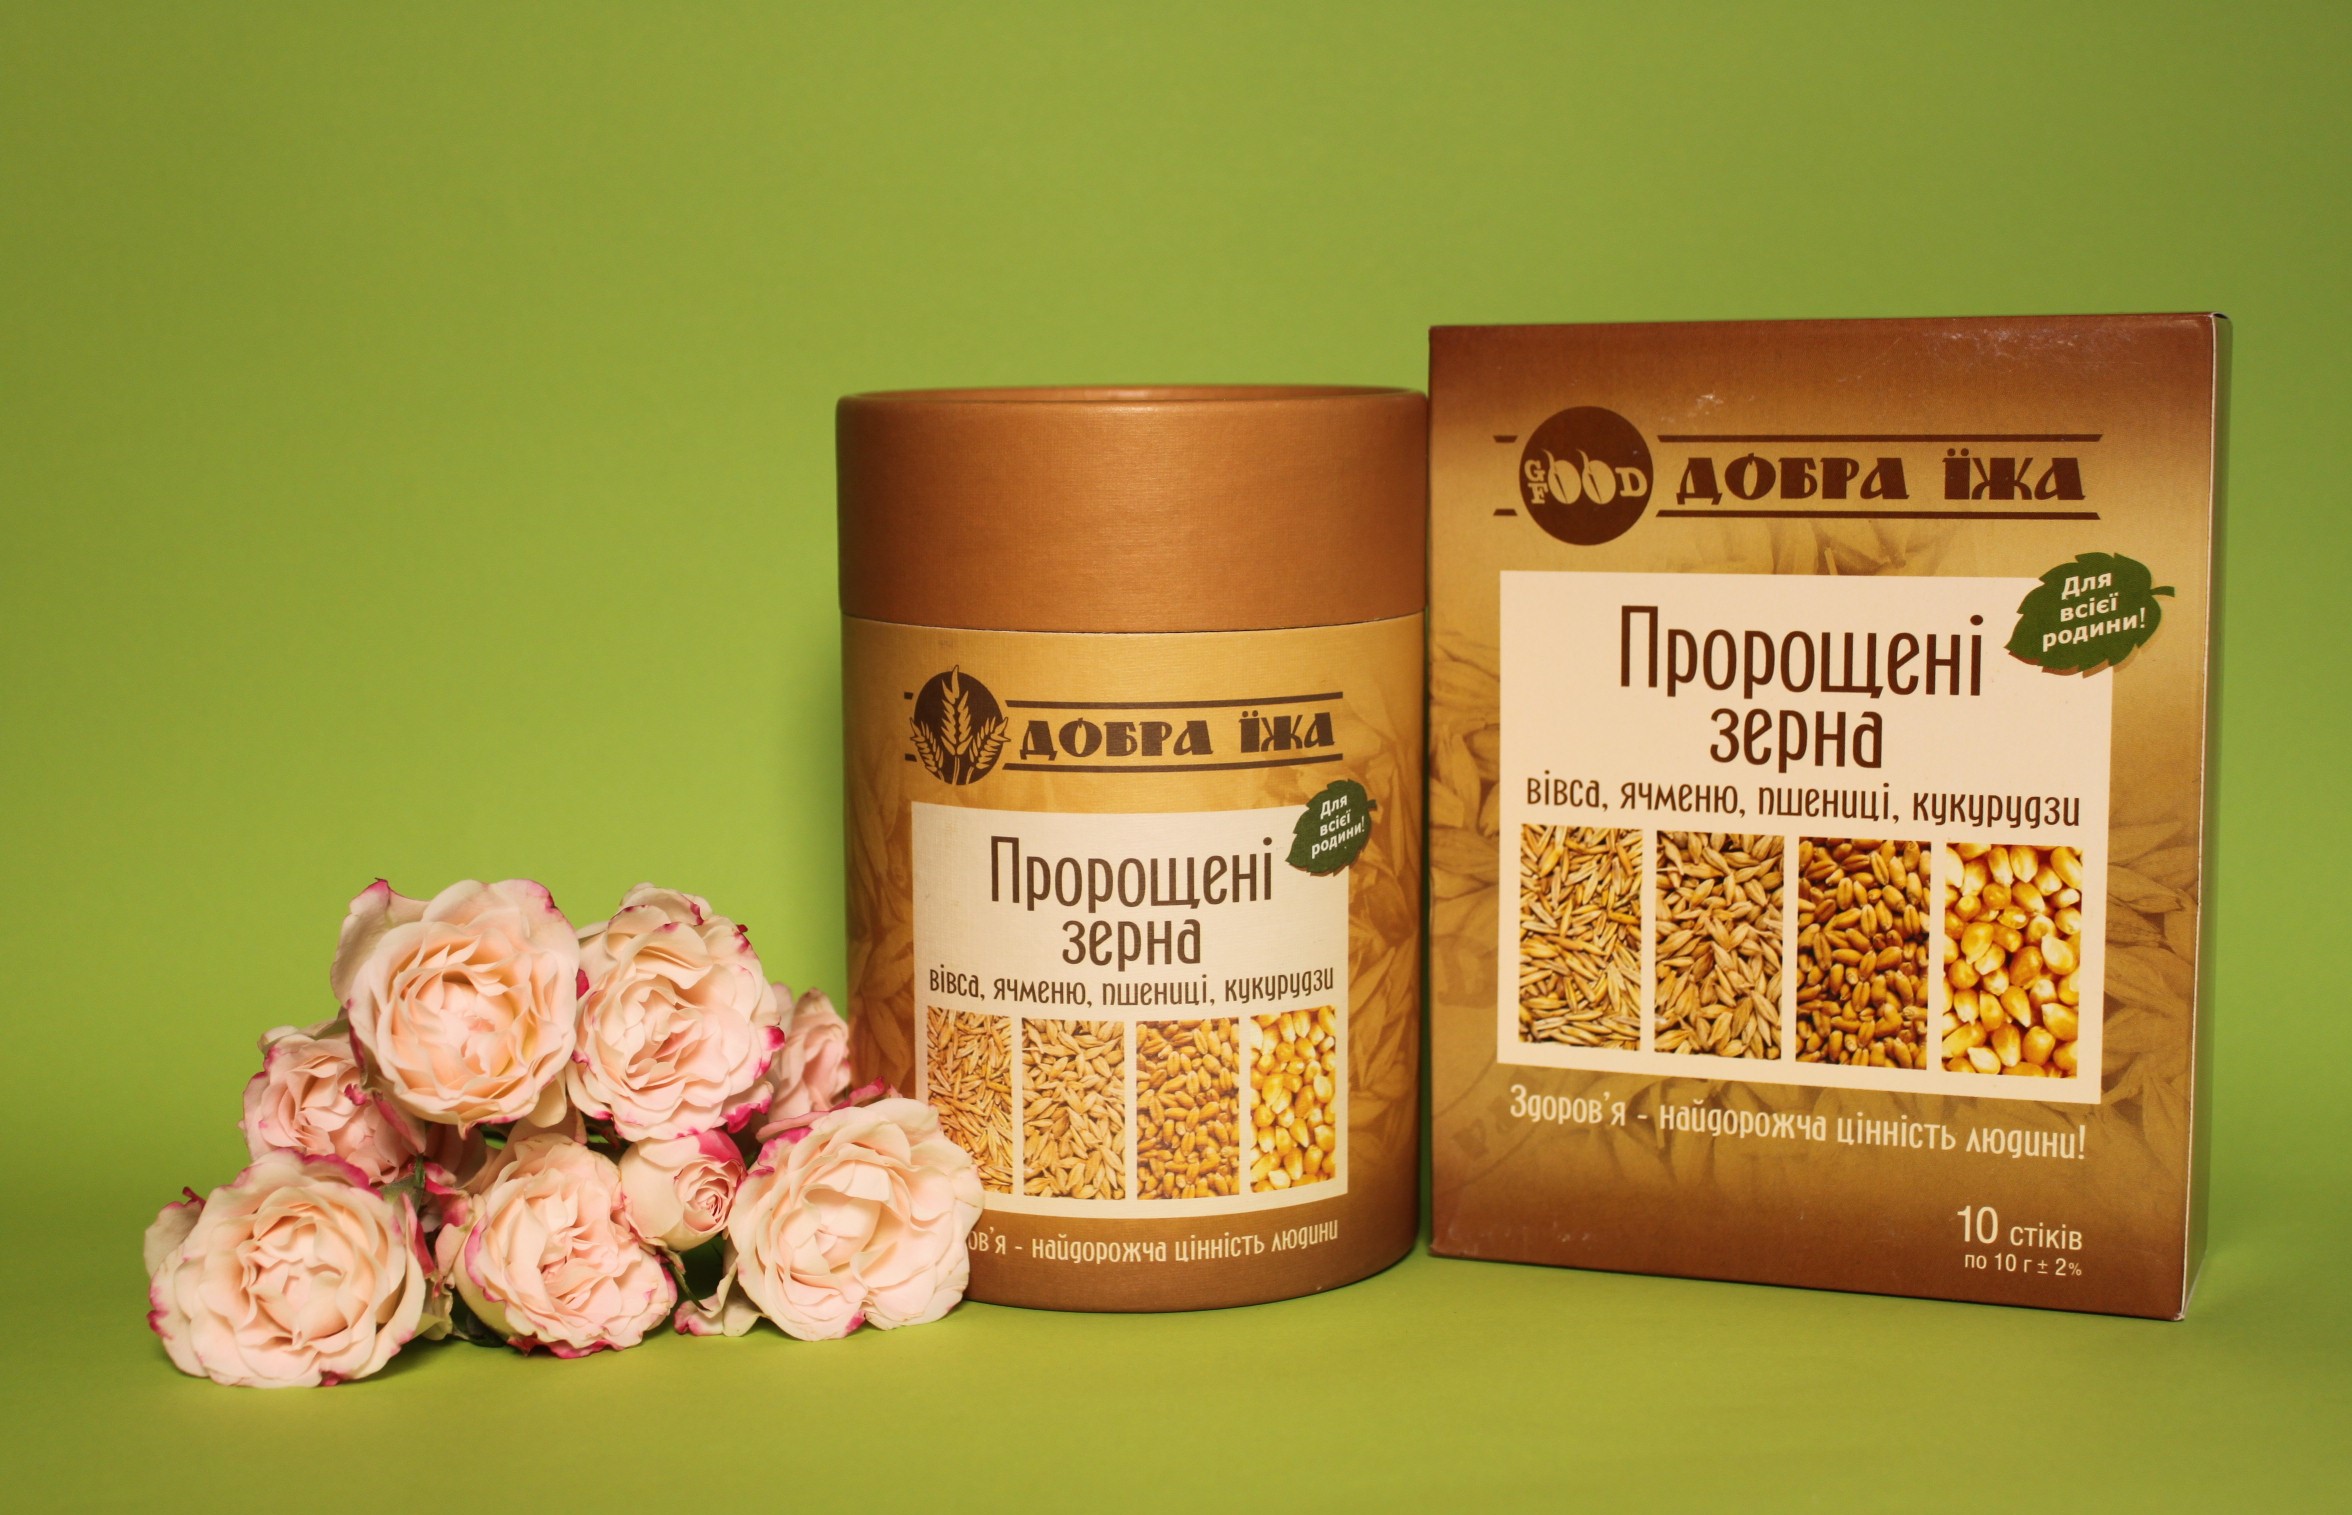 ДОБРА ЇЖА
Для
всієї
родини!
Пророщені
зерна
вівса, ячменю, пшениці, кукурудзи
- найдорожча цінність людини
GOOD
FOOD
ДОБРА ЇЖА
Для
всієї
родини!
Пророщені
зерна
вівса, ячменю, пшениці, кукурудзи
Здоров'я - найдорожча цінність людини!
10 стіків
по 10 г ± 2%